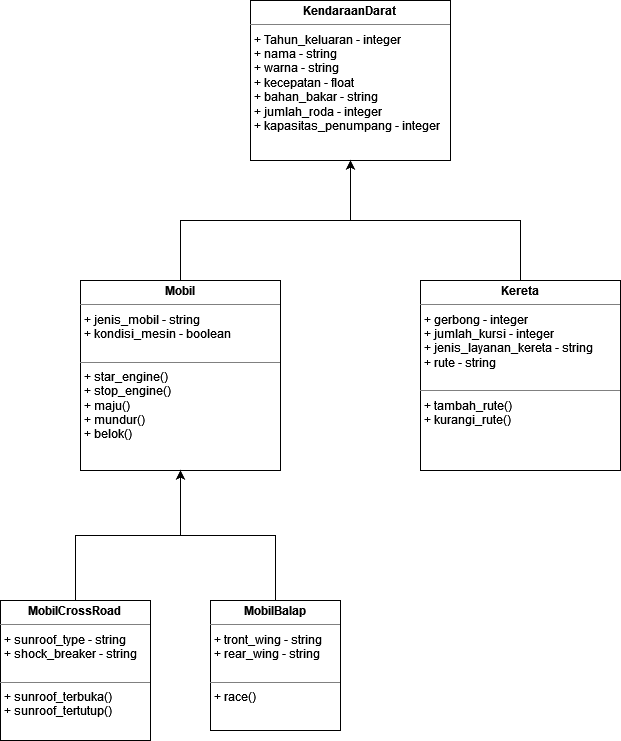 KendaraanDarat
+ Tahun_keluaran - integer
+ nama - string
+ warna - string
+ kecepatan - float
+ bahan_bakar - string
+ jumlah_roda - integer
+ kapasitas_penumpang - integer
Mobil
+ jenis_mobil - string
+ kondisi_mesin - boolean
+ star_engine()
+ stop_engine()
+ maju()
+ mundur()
+ belok()
Kereta
+ gerbong - integer
+ jumlah_kursi - integer
+ jenis_layanan_kereta - string
+ rute - string
+ tambah_rute()
+ kurangi_rute()
MobilCrossRoad
+ sunroof_type - string
+ shock_breaker - string
+ sunroof_terbuka()
+ sunroof_tertutup()
MobilBalap
+ tront_wing - string
+ rear_wing - string
+ race()